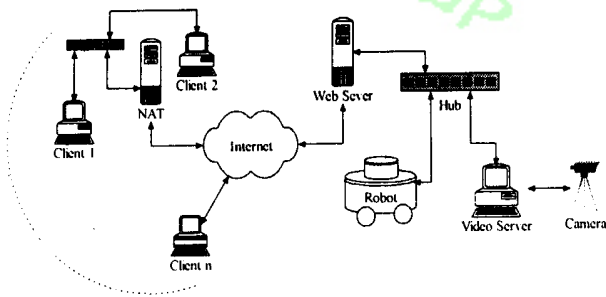 Client 2
Web Sever
NAT
Hub
Client 1
Internet
Robot
Video Server
Camera
Client n